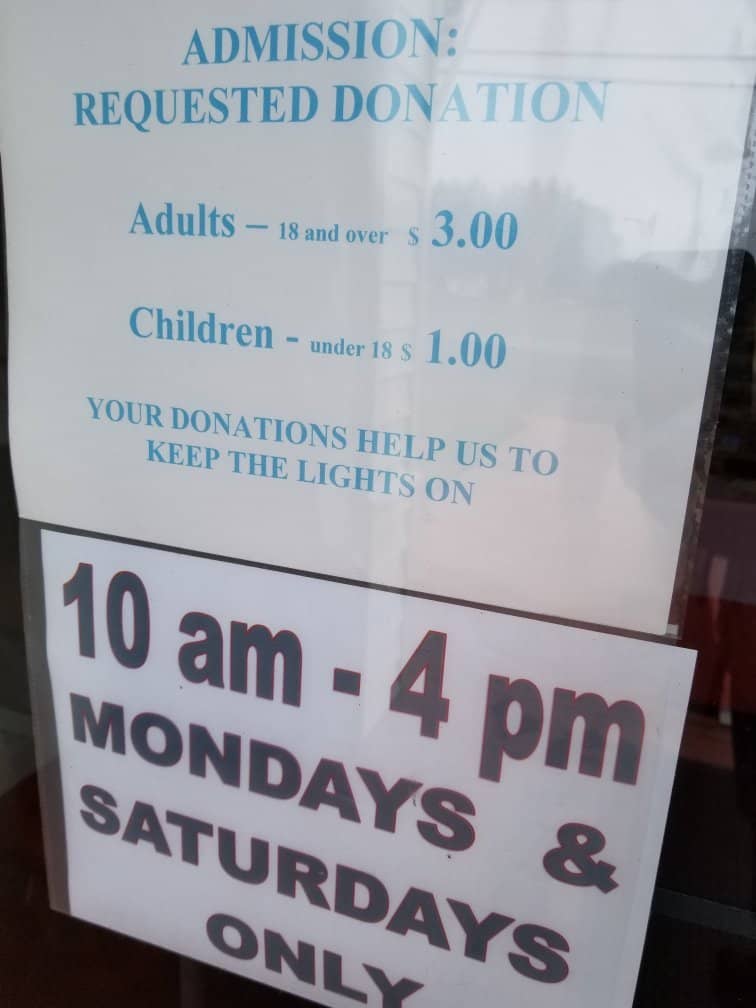 ADMISSION:
REQUESTED DONATION
Adults – 18 and over $ 3.00
Children - under 18 $ 1.00
YOUR DONATIONS HELP US TO
KEEP THE LIGHTS ON
10 am - 4 pm
MONDAYS &
SATURDAYS
ONLY